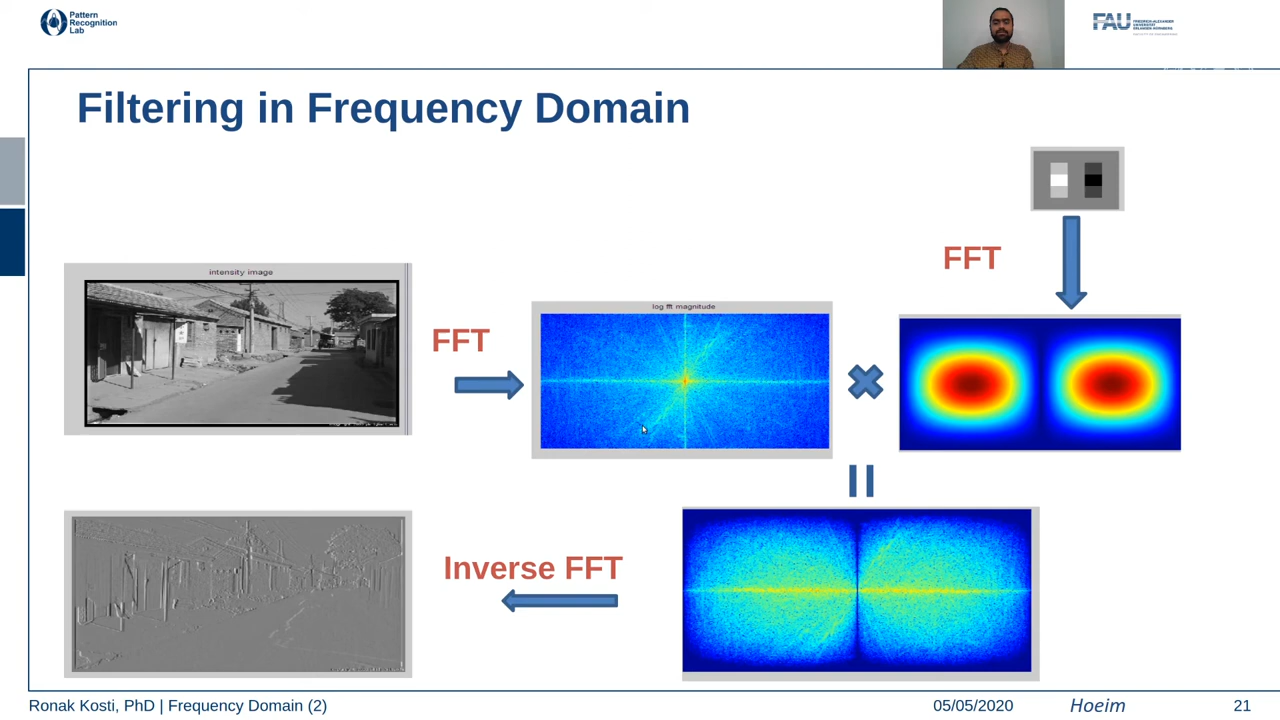 Pattern
Recognition
Lab
FAU
FRIEDRICH-ALEXANDER
UNIVERSITÄT
ERLANGEN-NÜRNBERG
Filtering in Frequency Domain
FFT
intensity image
log fft magnitude
FFT
Inverse FFT
Ronak Kosti, PhD | Frequency Domain (2)
05/05/2020
Hoeim
21